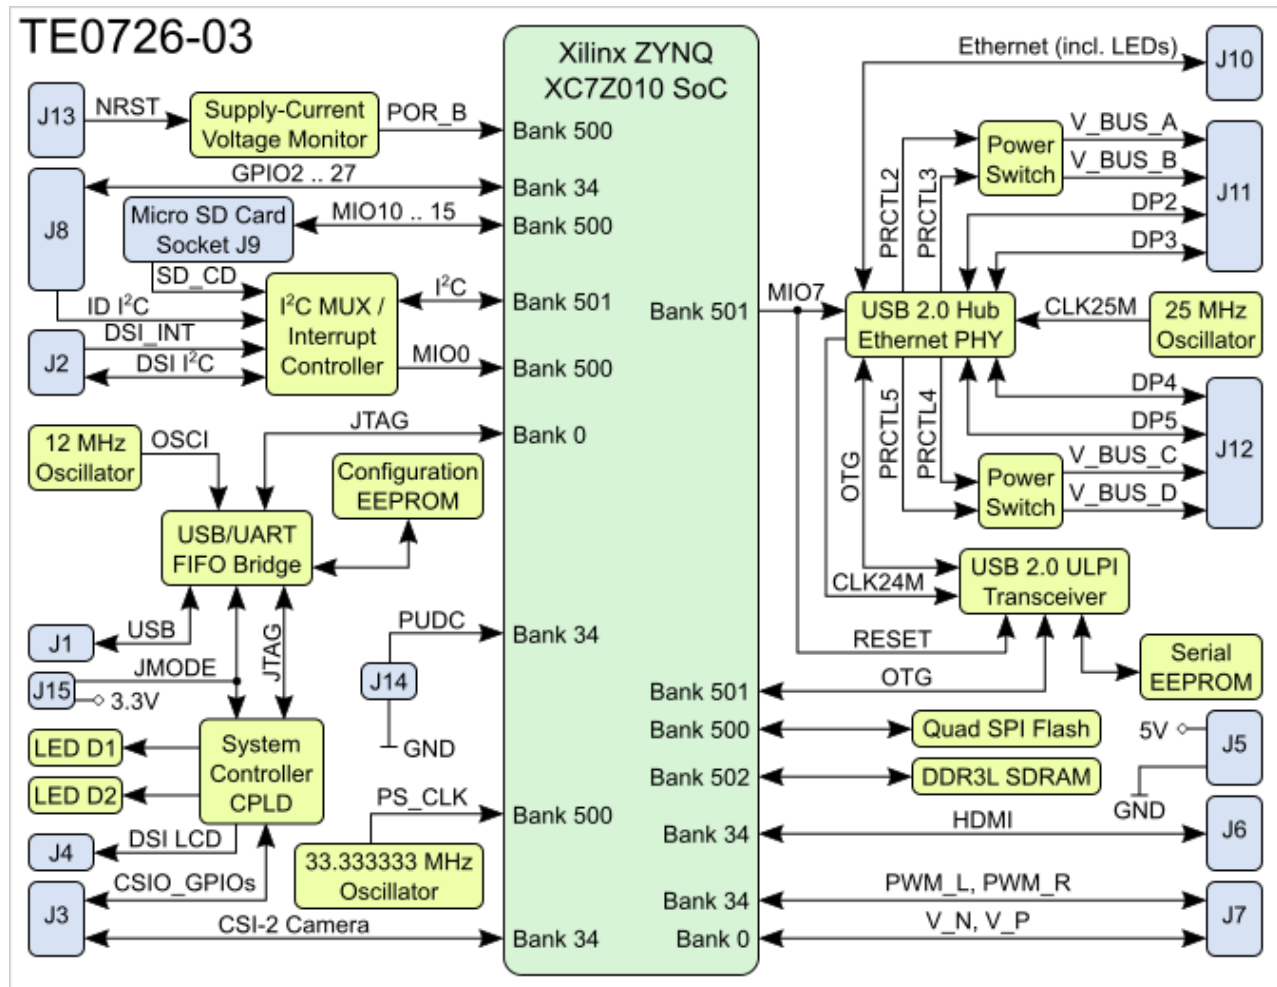 TE0726-03
Xilinx ZYNQ
XC7Z010 SoC
J13
NRST
Supply-Current
Voltage Monitor
POR_B
Bank 500
GPIO2 .. 27
Bank 34
J8
Micro SD Card
Socket J9
MIO10 .. 15
Bank 500
SD_CD
ID I²C
I²C MUX /
Interrupt
Controller
I²C
Bank 501
DSI_INT
J2
DSI I²C
MIO0
Bank 500
JTAG
Bank 0
12 MHz
Oscillator
OSCI
Configuration
EEPROM
USB/UART
FIFO Bridge
J1
USB
JTAG
PUDC
Bank 34
J14
GND
J15
JMODE
3.3V
LED D1
LED D2
System
Controller
CPLD
PS_CLK
Bank 500
33.333333 MHz
Oscillator
J4
DSI LCD
J3
CSIO_GPIOs
CSI-2 Camera
Bank 34
Ethernet (incl. LEDs)
J10
Power
Switch
V_BUS_A
V_BUS_B
J11
PRCTL2
PRCTL3
DP2
DP3
Bank 501
MIO7
USB 2.0 Hub
Ethernet PHY
CLK25M
25 MHz
Oscillator
OTG
PRCTL5
PRCTL4
DP4
DP5
J12
Power
Switch
V_BUS_C
V_BUS_D
CLK24M
USB 2.0 ULPI
Transceiver
RESET
Serial
EEPROM
Bank 501
OTG
Bank 500
Quad SPI Flash
5V
J5
GND
Bank 502
DDR3L SDRAM
Bank 34
HDMI
J6
Bank 34
PWM_L, PWM_R
J7
Bank 0
V_N, V_P